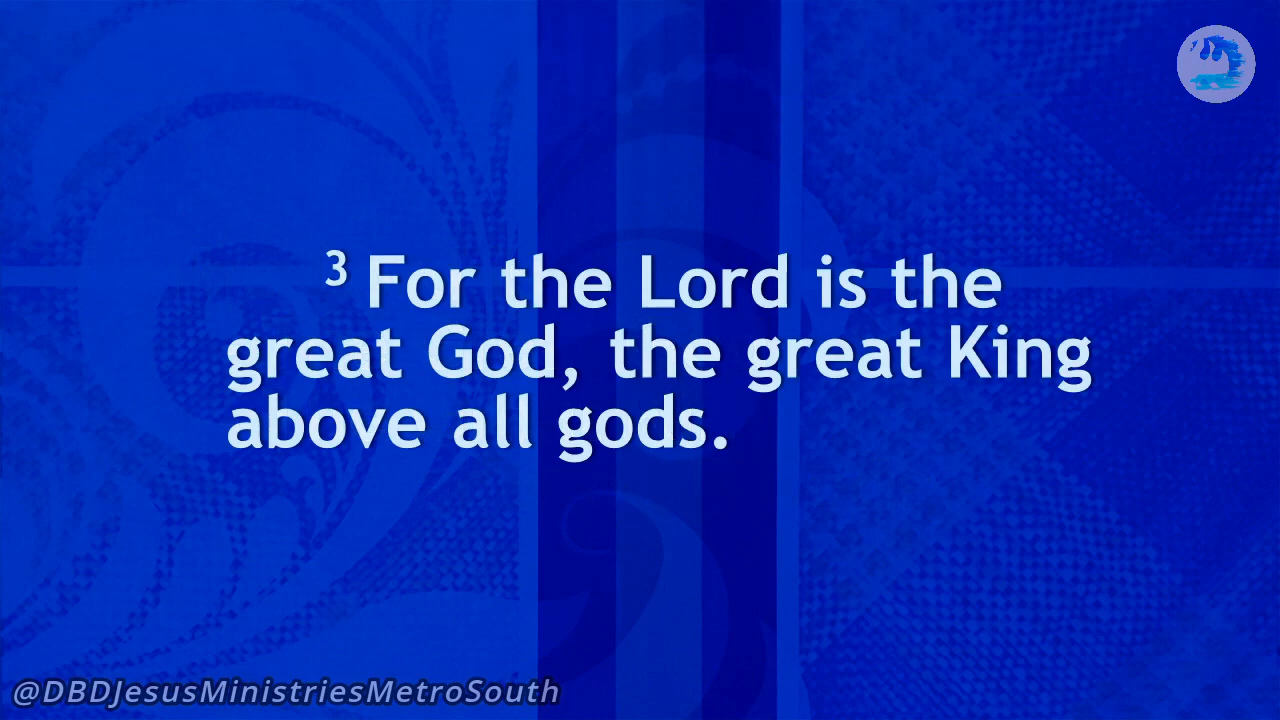 3 For the Lord is the
great God, the great King
above all gods.
@DBDJesusMinistriesMetroSouth